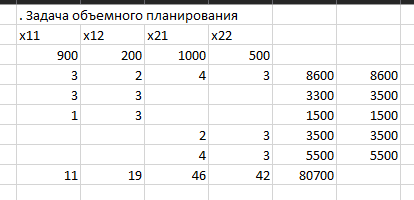 . Задача объемного планирования
x11 x12 x21 x22
900 200 1000 500
3 2 4 3 8600 8600
3 3 3300 3500
1 3 1500 1500
2 3 3500 3500
4 3 5500 5500
11 19 46 42 80700